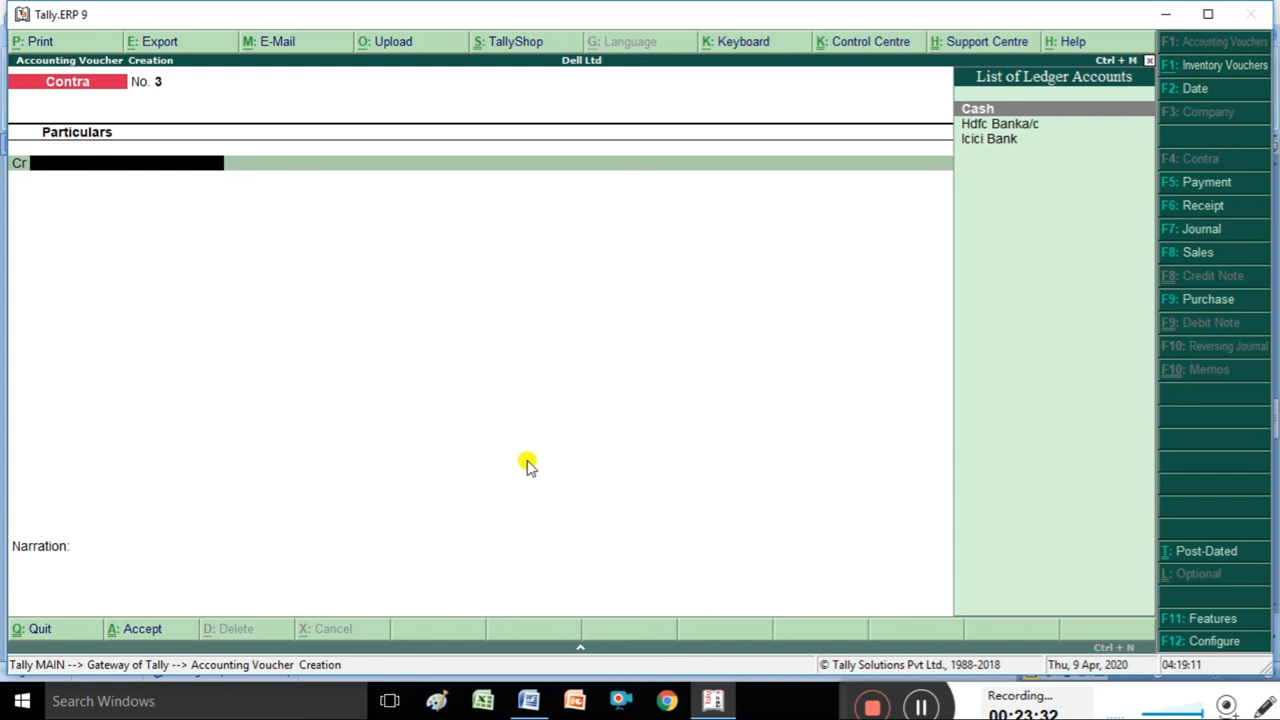 Tally.ERP 9
P: Print E: Export M: E-Mail O: Upload S: TallyShop G: Language K: Keyboard K: Control Centre H: Support Centre H: Help
Accounting Voucher Creation Dell Ltd Ctrl + M
Contra No. 3
Particulars
Cr
Narration:
List of Ledger Accounts
Cash
Hdfc Banka/c
Icici Bank
F1: Accounting Vouchers
F1: Inventory Vouchers
F2: Date
F3: Company
F4: Contra
F5: Payment
F6: Receipt
F7: Journal
F8: Sales
F8: Credit Note
F9: Purchase
F9: Debit Note
F10: Reversing Journal
F10: Memos
T: Post-Dated
L: Optional
F11: Features
F12: Configure
Q: Quit A: Accept D: Delete X: Cancel
Ctrl + N
Tally MAIN --> Gateway of Tally --> Accounting Voucher Creation © Tally Solutions Pvt Ltd., 1988-2018 Thu, 9 Apr, 2020 04:19:11
Search Windows
Recording...
00:23:32